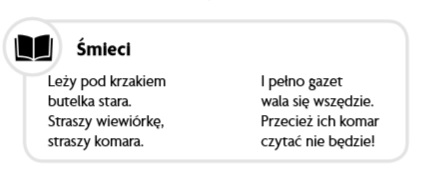 Śmieci
Leży pod krzakiem
butelka stara.
Straszy wiewiórkę,
straszy komara.
I pełno gazet
wala się wszędzie.
Przecież ich komar
czytać nie będzie!